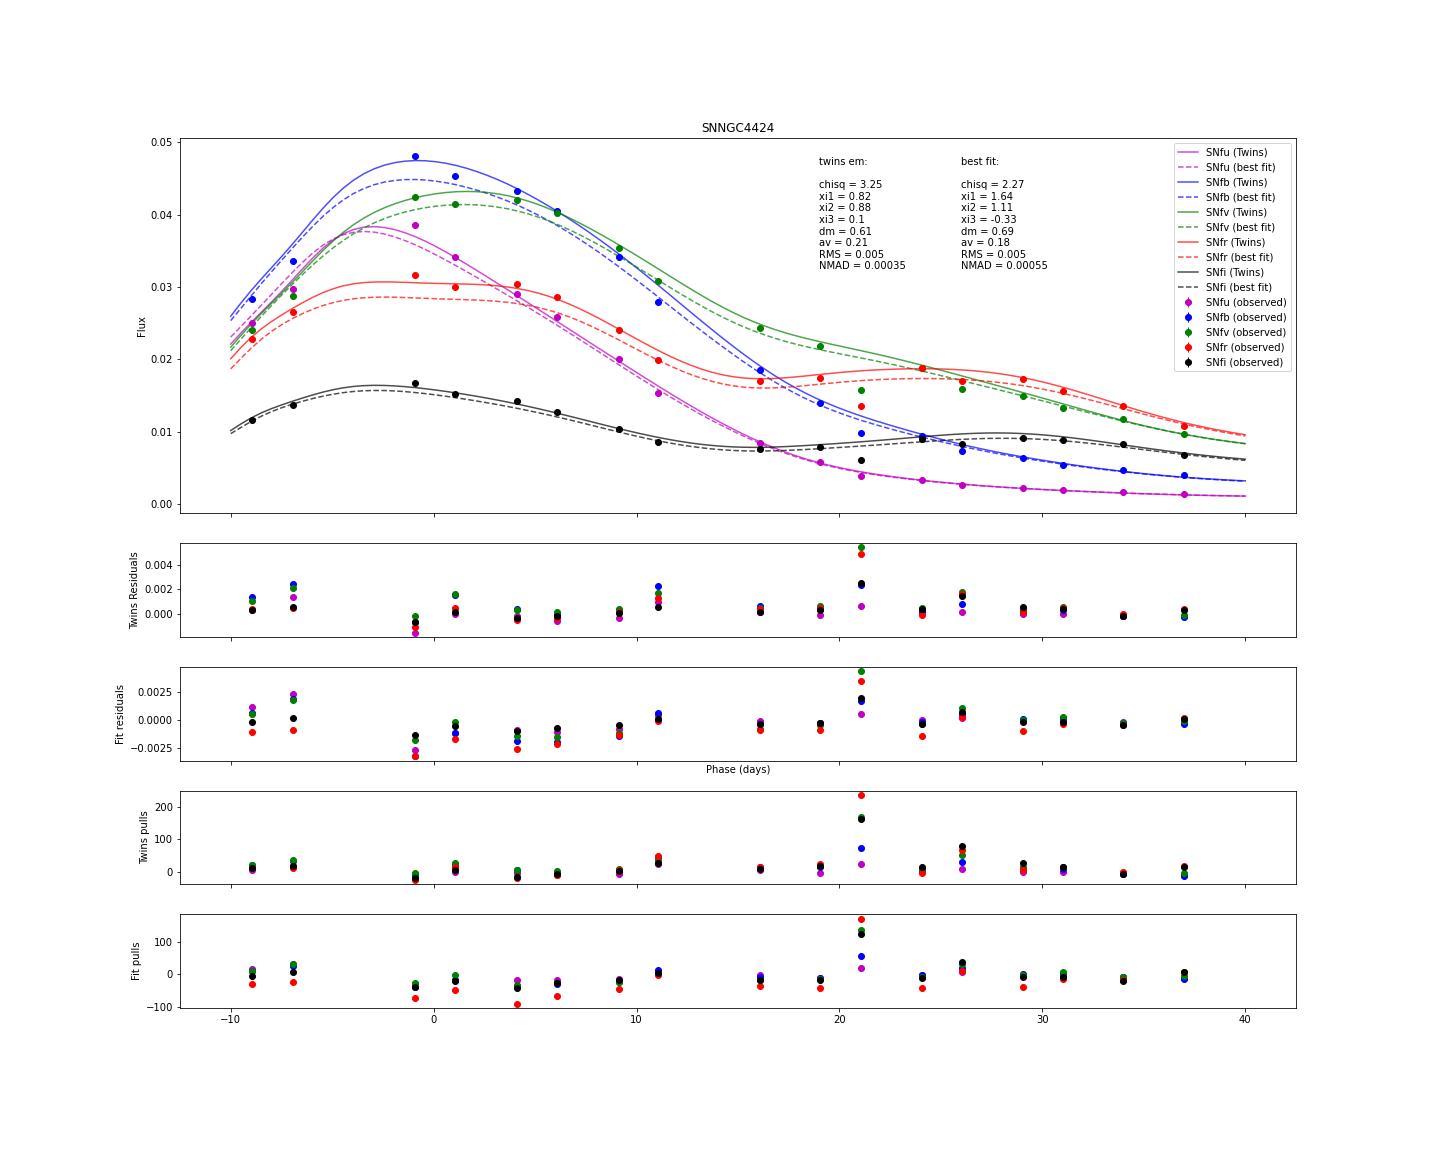 SNNGC4424
0.05
0.04
0.03
0.02
0.01
0.00
Flux
twins em:
chisq = 3.25
xi1 = 0.82
xi2 = 0.88
xi3 = 0.1
dm = 0.61
av = 0.21
RMS = 0.005
NMAD = 0.00035
best fit:
chisq = 2.27
xi1 = 1.64
xi2 = 1.11
xi3 = -0.33
dm = 0.69
av = 0.18
RMS = 0.005
NMAD = 0.00055
SNfu (Twins)
SNfu (best fit)
SNfb (Twins)
SNfb (best fit)
SNfv (Twins)
SNfv (best fit)
SNfr (Twins)
SNfr (best fit)
SNfi (Twins)
SNfi (best fit)
SNfu (observed)
SNfb (observed)
SNfv (observed)
SNfr (observed)
SNfi (observed)
0.004
0.002
0.000
Twins Residuals
0.0025
0.0000
−0.0025
Fit residuals
Phase (days)
200
100
0
Twins pulls
100
0
−100
Fit pulls
−10
0
10
20
30
40